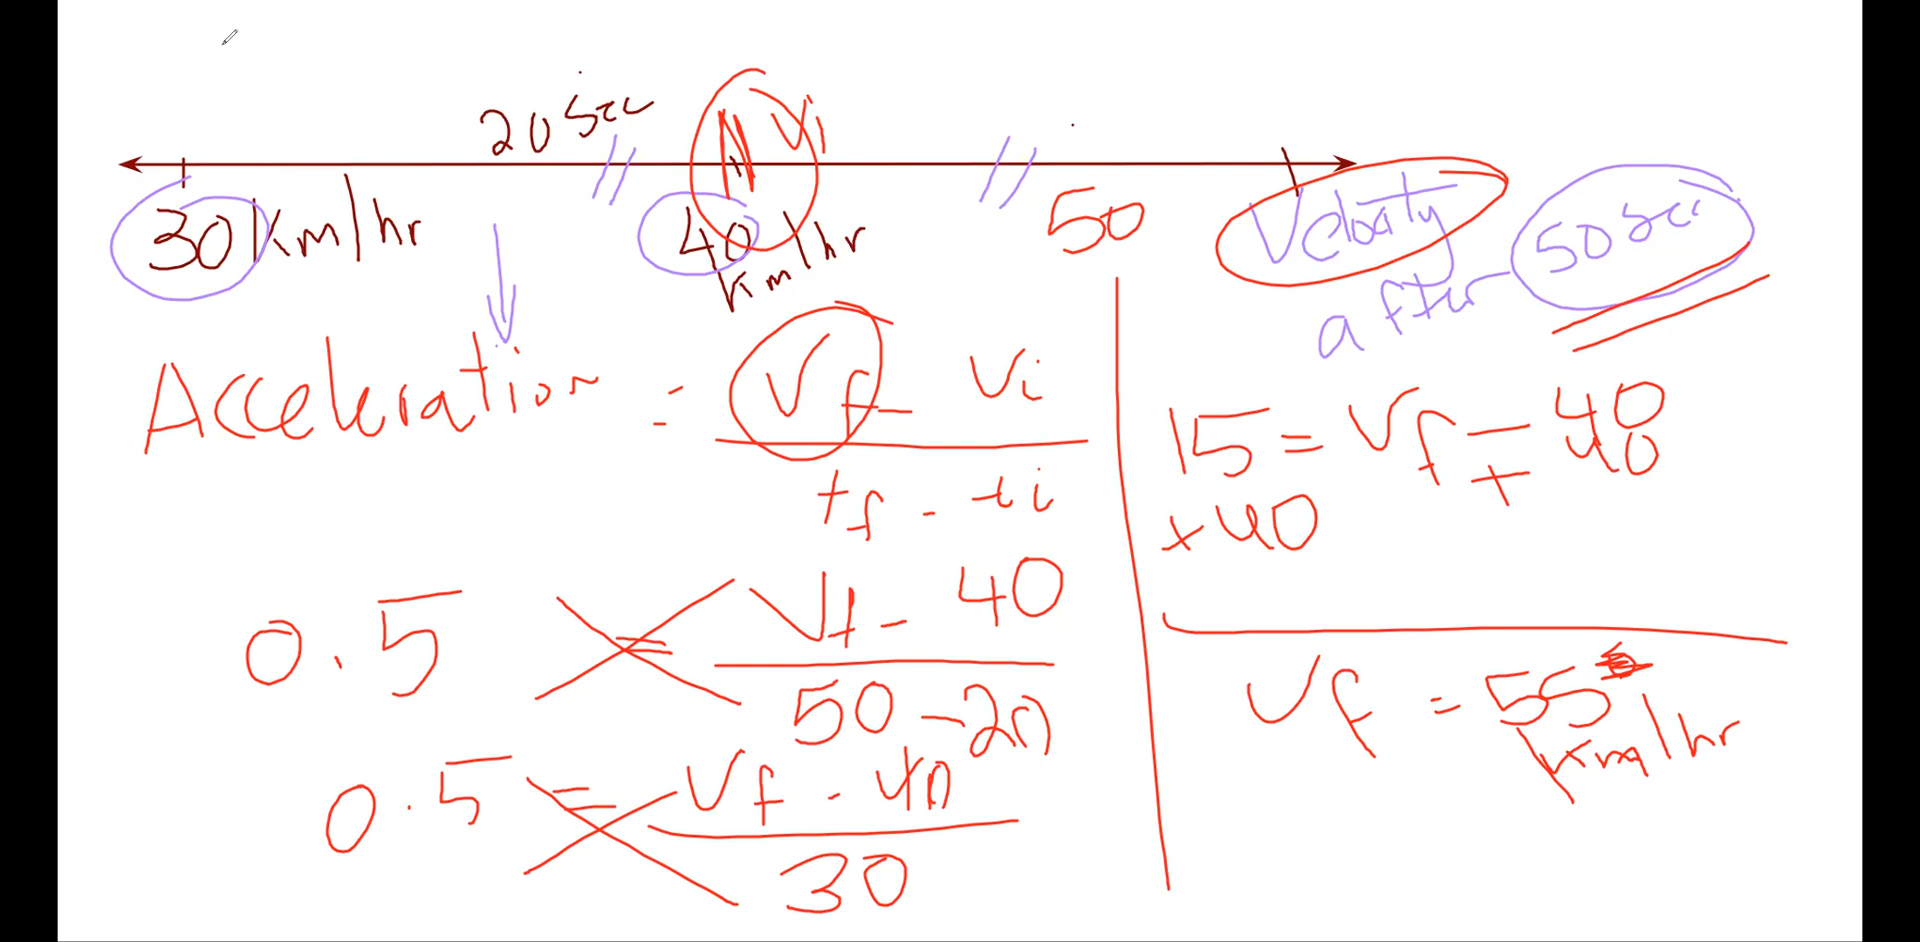 20 Sec
Vi
30 Km/hr
40 Km/hr
50
Velocity after 50 sec
Acceleration = Vf - Vi
tf - ti
0.5 = Vf - 40
50 - 20
0.5 = Vf - 40
30
15 = Vf - 40
+40 + 40
Vf = 55 km/hr